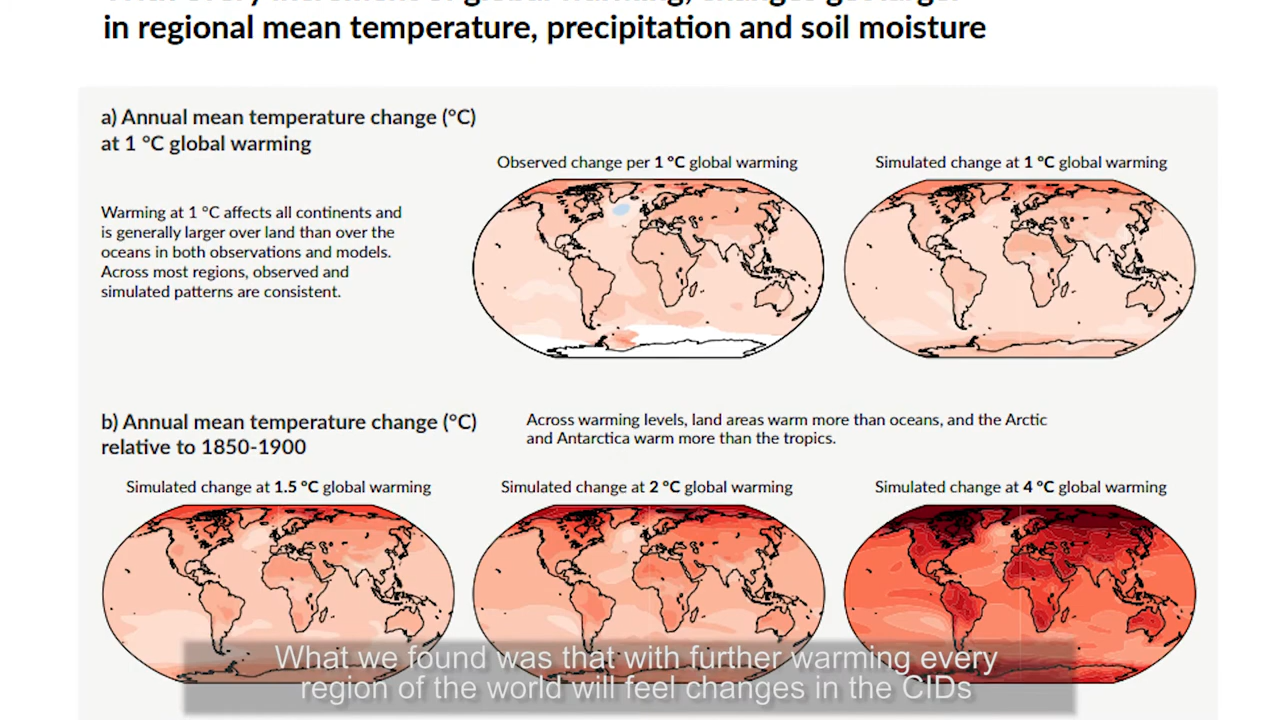 in regional mean temperature, precipitation and soil moisture
a) Annual mean temperature change (°C)
at 1 °C global warming
Observed change per 1 °C global warming
Simulated change at 1 °C global warming
Warming at 1 °C affects all continents and
is generally larger over land than over the
oceans in both observations and models.
Across most regions, observed and
simulated patterns are consistent.
b) Annual mean temperature change (°C)
relative to 1850-1900
Across warming levels, land areas warm more than oceans, and the Arctic
and Antarctica warm more than the tropics.
Simulated change at 1.5 °C global warming
Simulated change at 2 °C global warming
Simulated change at 4 °C global warming
What we found was that with further warming every
region of the world will feel changes in the CIDs